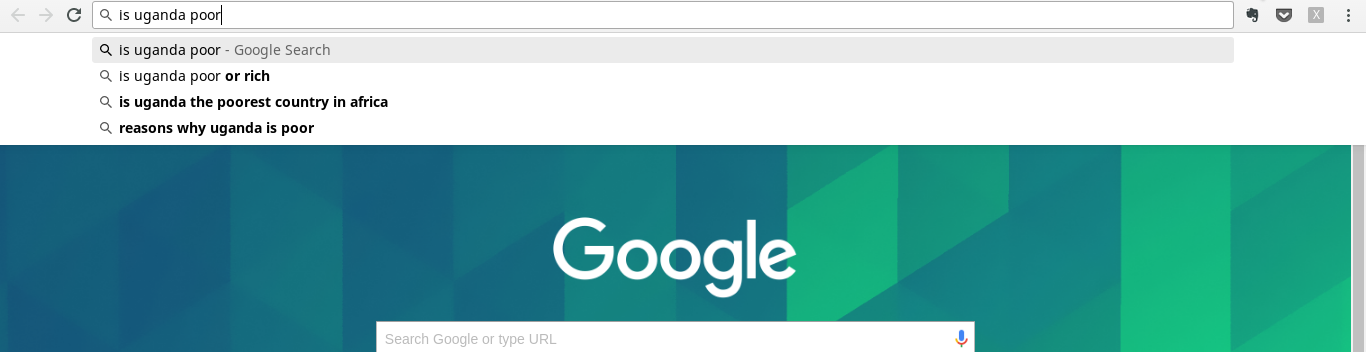 is uganda poor
X
is uganda poor - Google Search
is uganda poor or rich
is uganda the poorest country in africa
reasons why uganda is poor
Google
Search Google or type URL